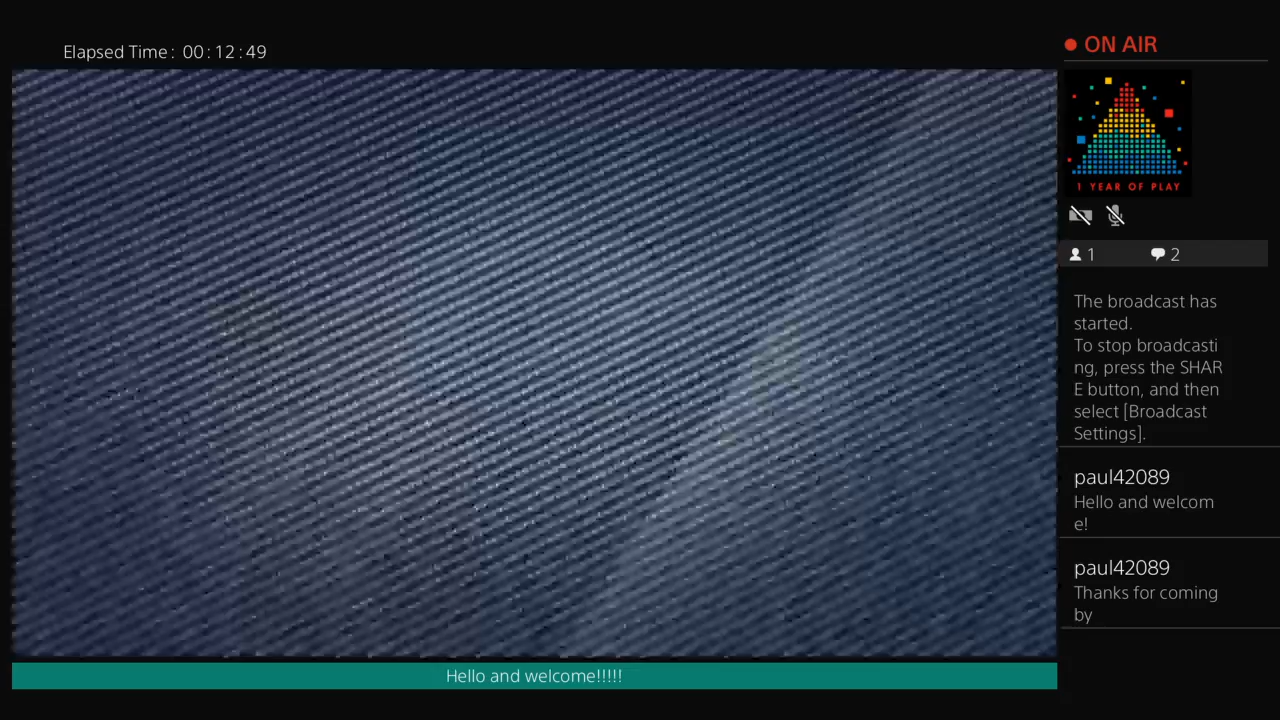 Elapsed Time: 00:12:49
ON AIR
1 YEAR OF PLAY
1
2
The broadcast has
started.
To stop broadcasti
ng, press the SHAR
E button, and then
select [Broadcast
Settings].
paul42089
Hello and welcom
e!
paul42089
Thanks for coming
by
Hello and welcome!!!!!